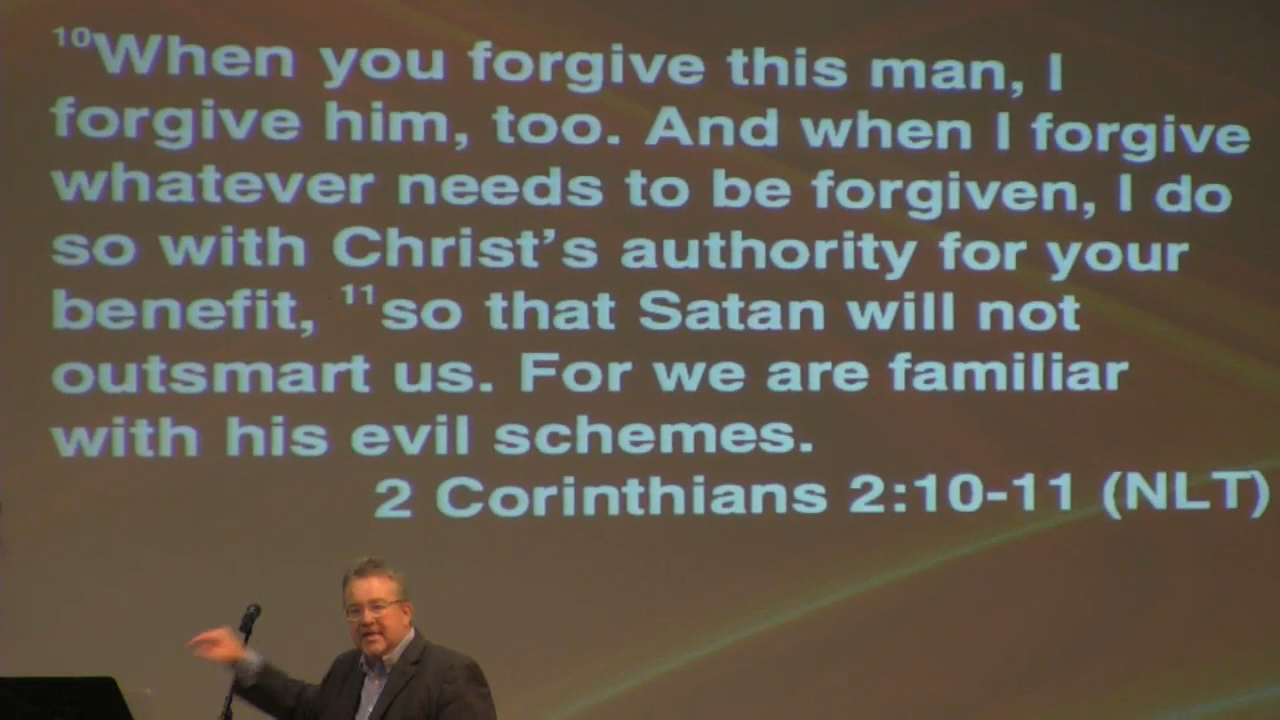 10When you forgive this man, I
forgive him, too. And when I forgive
whatever needs to be forgiven, I do
so with Christ’s authority for your
benefit, 11so that Satan will not
outsmart us. For we are familiar
with his evil schemes.
2 Corinthians 2:10-11 (NLT)